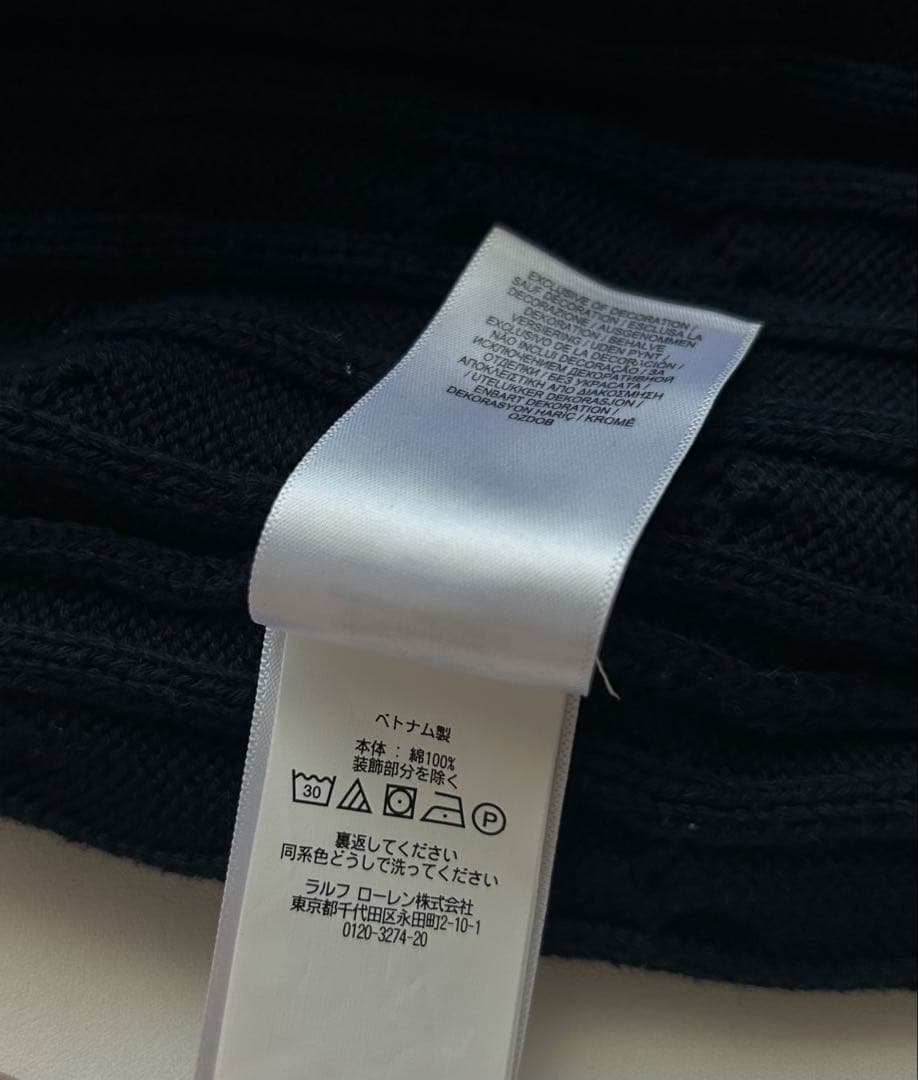 EXCLUSIVE OF DECORATION /
SAUF DÉCORATION / ESCLUSA LA
DECORAZIONE / AUSGENOMMEN
DEKORATION / BEHALVE
VERSIERING / UDEN PYNT /
EXCLUSIVO DE LA DECORACIÓN /
NÃO INCLUI DECORAÇÃO / ЗА
ИСКЛЮЧЕНИЕМ ДЕКОРАТИВНОЙ
ОТДЕЛКИ / БЕЗ УКРАСА /
ΑΠΟΚΛΕΙΣΤΙΚΗ ΑΠΟ ΔΙΑΚΟΣΜΗΣΗ
/ UTELUKKER DEKORASJON /
ENBART DEKORATION /
DEKORASYON HARİÇ / KROMĚ
OZDOB
ベトナム製
本体 : 綿100%
装飾部分を除く
30 P
裏返してください
同系色どうしで洗ってください
ラルフ ローレン株式会社
東京都千代田区永田町2-10-1
0120-3274-20